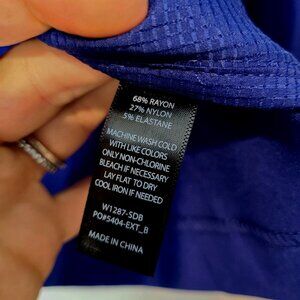 68% RAYON
27% NYLON
5% ELASTANE
MACHINE WASH COLD
WITH LIKE COLORS
ONLY NON-CHLORINE
BLEACH IF NECESSARY
LAY FLAT TO DRY
COOL IRON IF NEEDED
W1287-SDB
PO#5404-EXT_B
MADE IN CHINA